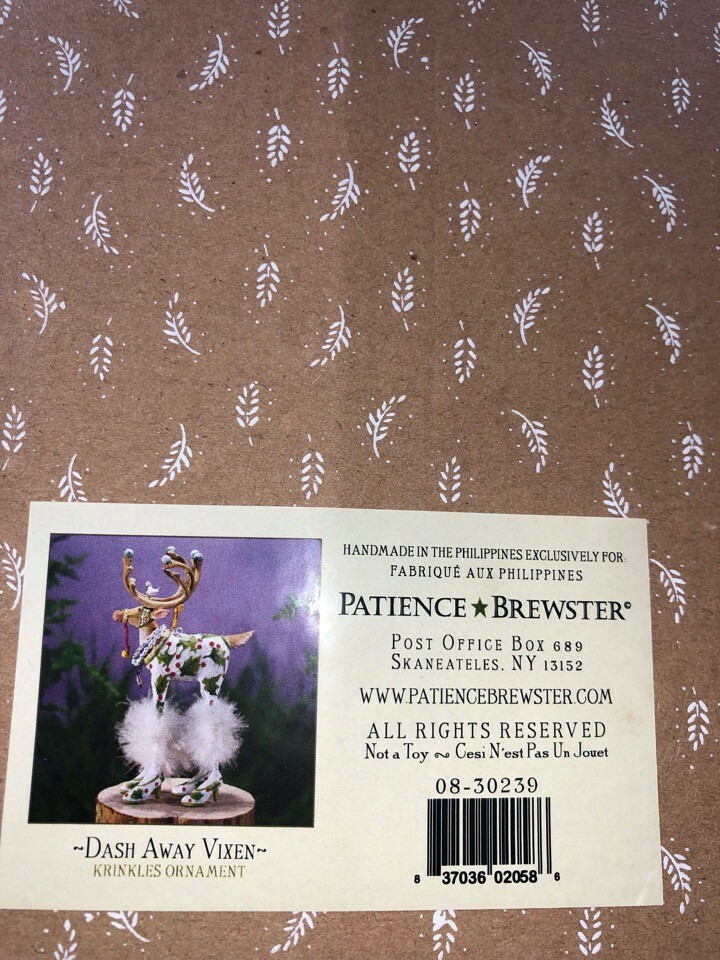 HANDMADE IN THE PHILIPPINES EXCLUSIVELY FOR
FABRIQUÉ AUX PHILIPPINES
PATIENCE★BREWSTER©
POST OFFICE BOX 689
SKANEATELES, NY 13152
WWW.PATIENCEBREWSTER.COM
ALL RIGHTS RESERVED
Not a Toy ~ Cesi N'est Pas Un Jouet
08-30239
8 37036 02058 6
~DASH AWAY VIXEN~
KRINKLES ORNAMENT